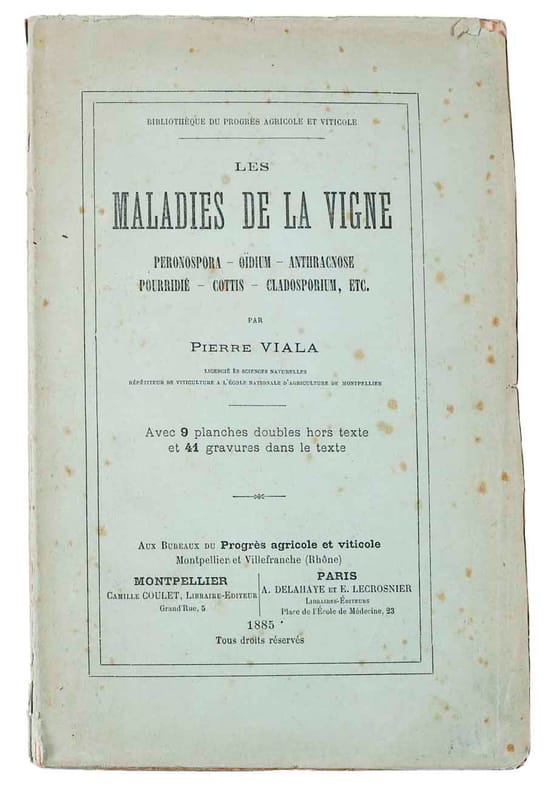 BIBLIOTHÈQUE DU PROGRÈS AGRICOLE ET VITICOLE
LES
MALADIES DE LA VIGNE
PERONOSPORA – OÏDIUM – ANTHRACNOSE
POURRIDIÉ – COTTIS – CLADOSPORIUM, ETC.
PAR
PIERRE VIALA
LICENCIÉ ÈS SCIENCES NATURELLES
RÉPÉTITEUR DE VITICULTURE A L'ÉCOLE NATIONALE D'AGRICULTURE DE MONTPELLIER
Avec 9 planches doubles hors texte
et 41 gravures dans le texte
AUX BUREAUX DU Progrès agricole et viticole
Montpellier et Villefranche (Rhône)
MONTPELLIER
CAMILLE COULET, LIBRAIRE-EDITEUR
Grand'Rue, 5
PARIS
A. DELAHAYE ET E. LECROSNIER
LIBRAIRES-ÉDITEURS
Place de l'École de Médecine, 23
1885
Tous droits réservés